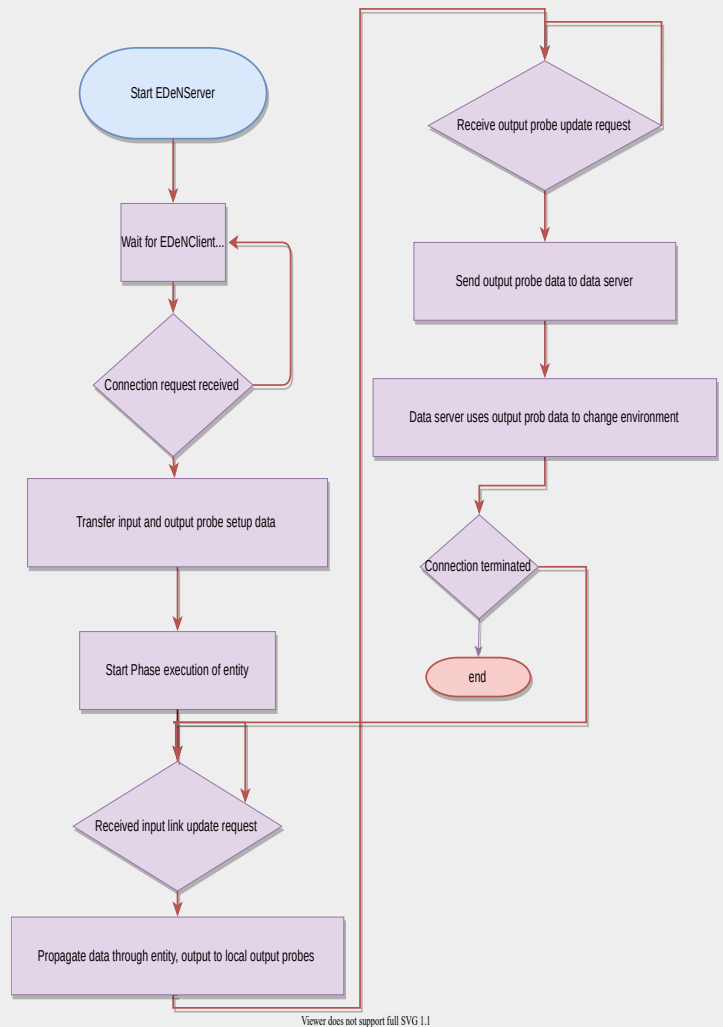 Start EDeNServer
Wait for EDeNClient...
Connection request received
Transfer input and output probe setup data
Start Phase execution of entity
Received input link update request
Propagate data through entity, output to local output probes
Receive output probe update request
Send output probe data to data server
Data server uses output prob data to change environment
Connection terminated
end
Viewer does not support full SVG 1.1